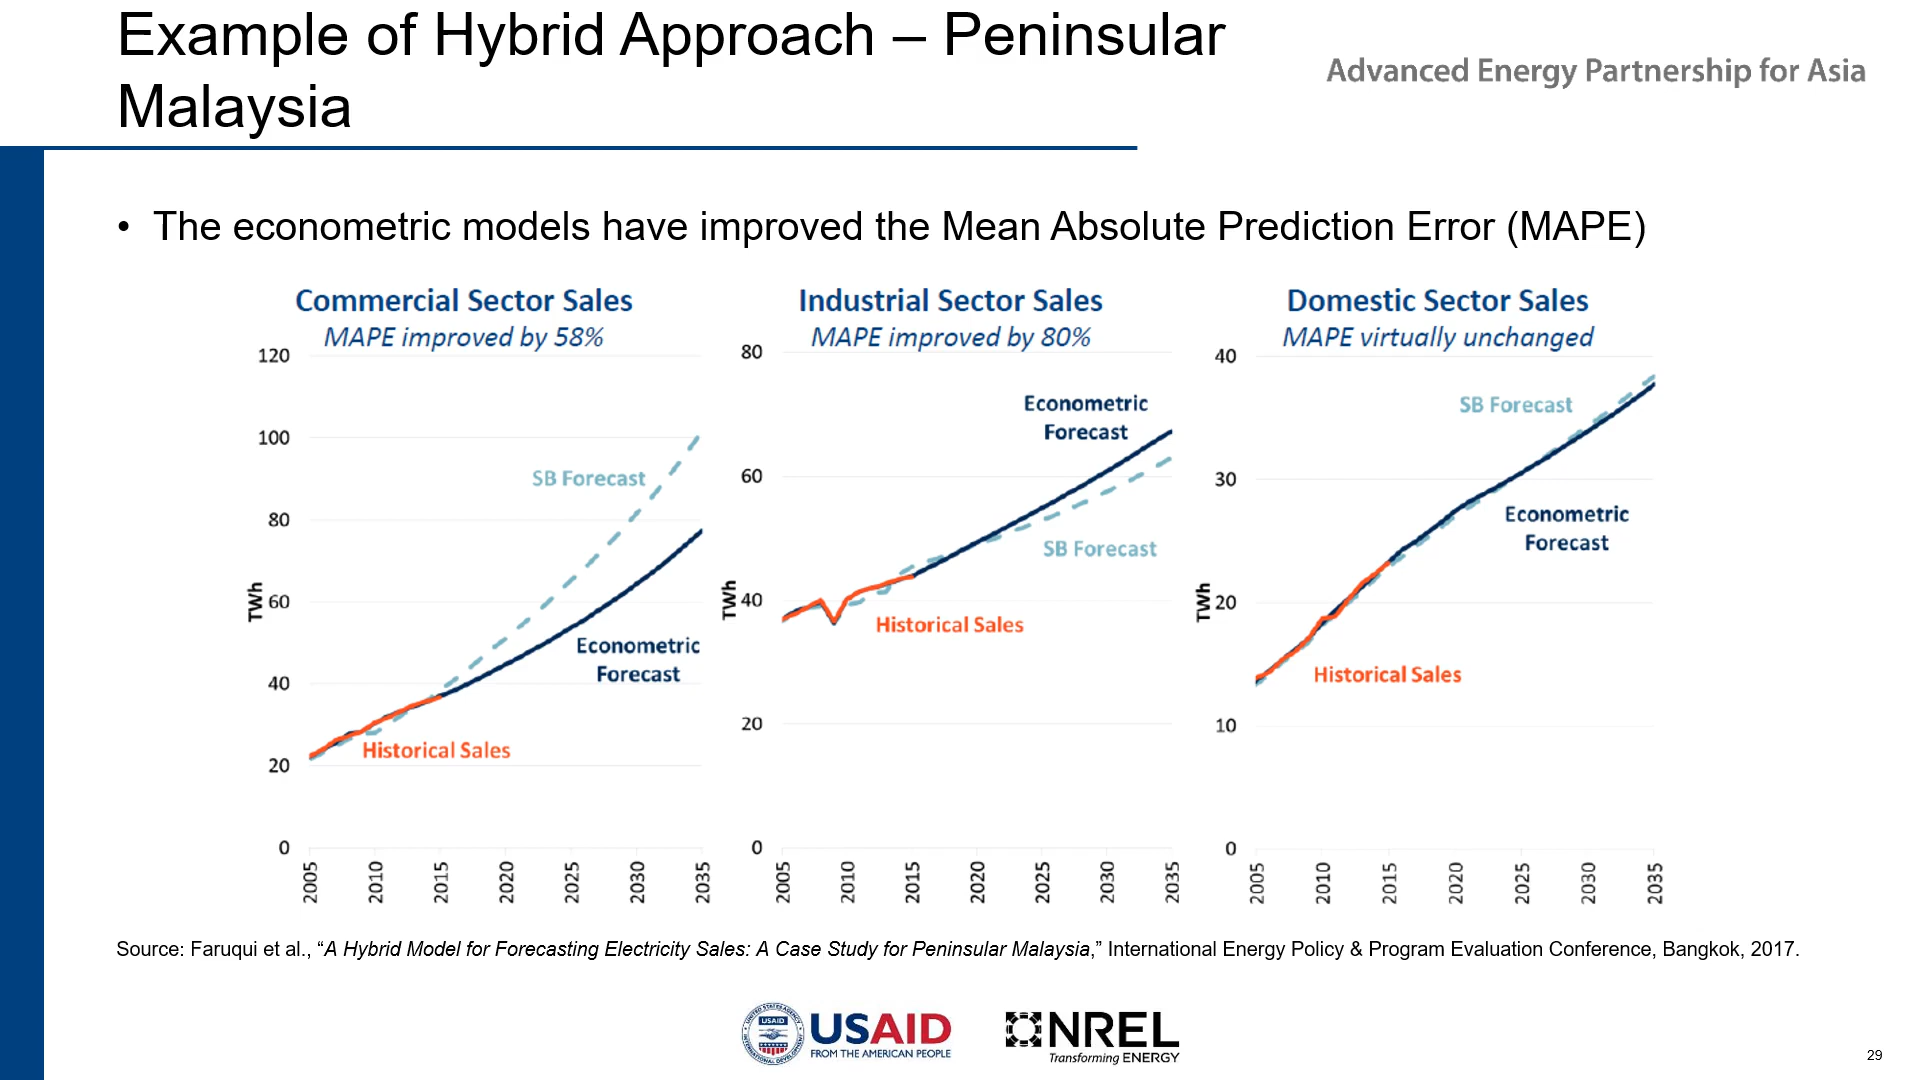 Example of Hybrid Approach – Peninsular
Malaysia
Advanced Energy Partnership for Asia
• The econometric models have improved the Mean Absolute Prediction Error (MAPE)
Commercial Sector Sales
MAPE improved by 58%
120
100
80
60
40
20
0
TWh
SB Forecast
Econometric
Forecast
Historical Sales
2005
2010
2015
2020
2025
2030
2035
Industrial Sector Sales
MAPE improved by 80%
80
60
40
20
0
TWh
Econometric
Forecast
SB Forecast
Historical Sales
2005
2010
2015
2020
2025
2030
2035
Domestic Sector Sales
MAPE virtually unchanged
40
30
20
10
0
TWh
SB Forecast
Econometric
Forecast
Historical Sales
2005
2010
2015
2020
2025
2030
2035
Source: Faruqui et al., “A Hybrid Model for Forecasting Electricity Sales: A Case Study for Peninsular Malaysia,” International Energy Policy & Program Evaluation Conference, Bangkok, 2017.
UNITED STATES AGENCY
INTERNATIONAL DEVELOPMENT
USAID
USAID
FROM THE AMERICAN PEOPLE
NREL
Transforming ENERGY
29